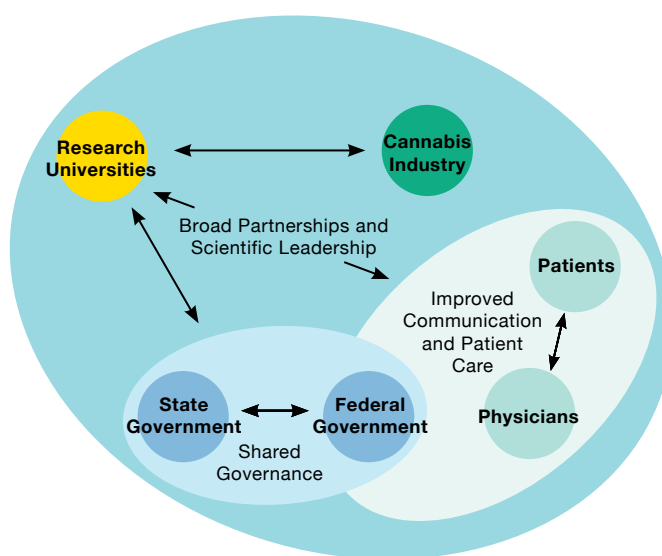 Research
Universities
Cannabis
Industry
Broad Partnerships and
Scientific Leadership
Patients
Improved
Communication
and Patient
Care
Physicians
State
Government
Federal
Government
Shared
Governance